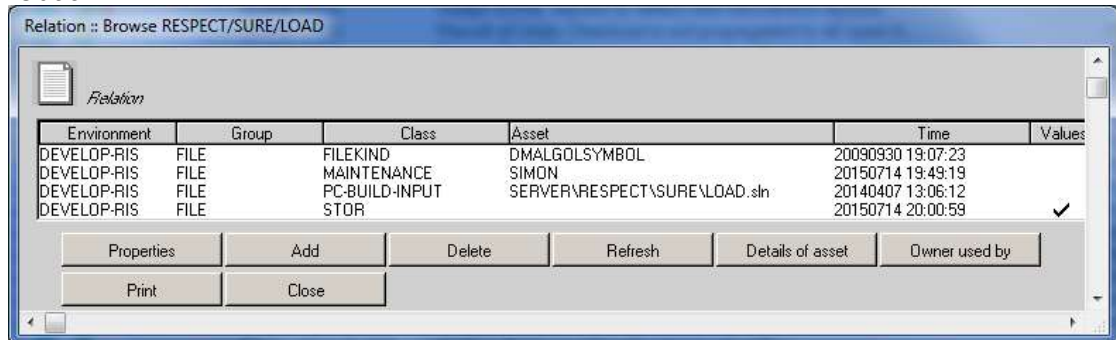 Relation :: Browse RESPECT/SURE/LOAD
Relation
Environment Group Class Asset Time Values
DEVELOP-RIS FILE FILEKIND DMALGOLSYMBOL 20090930 19:07:23
DEVELOP-RIS FILE MAINTENANCE SIMON 20150714 19:49:19
DEVELOP-RIS FILE PC-BUILD-INPUT SERVER\RESPECT\SURE\LOAD.sln 20140407 13:06:12
DEVELOP-RIS FILE STOR 20150714 20:00:59 ✓
Properties Add Delete Refresh Details of asset Owner used by
Print Close